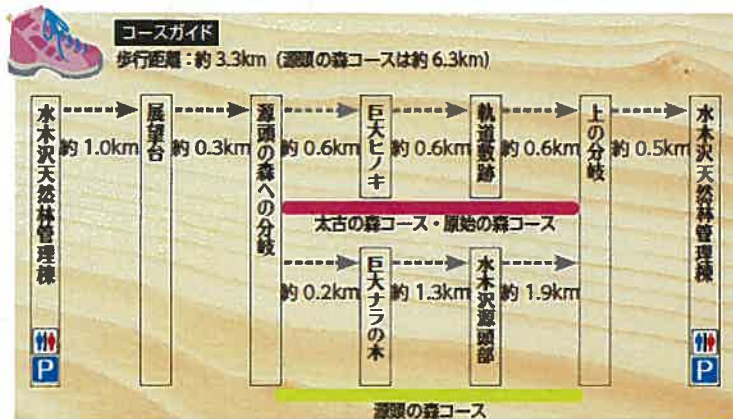 コースガイド
歩行距離：約3.3km（源頭の森コースは約6.3km）
水木沢天然林管理棟
約1.0km
展望台
約0.3km
源頭の森への分岐
約0.6km
巨大ヒノキ
約0.6km
軌道敷跡
約0.6km
上の分岐
約0.5km
水木沢天然林管理棟
太古の森コース・原始の森コース
約0.2km
巨大ナラの木
約1.3km
水木沢源頭部
約1.9km
P
P
源頭の森コース